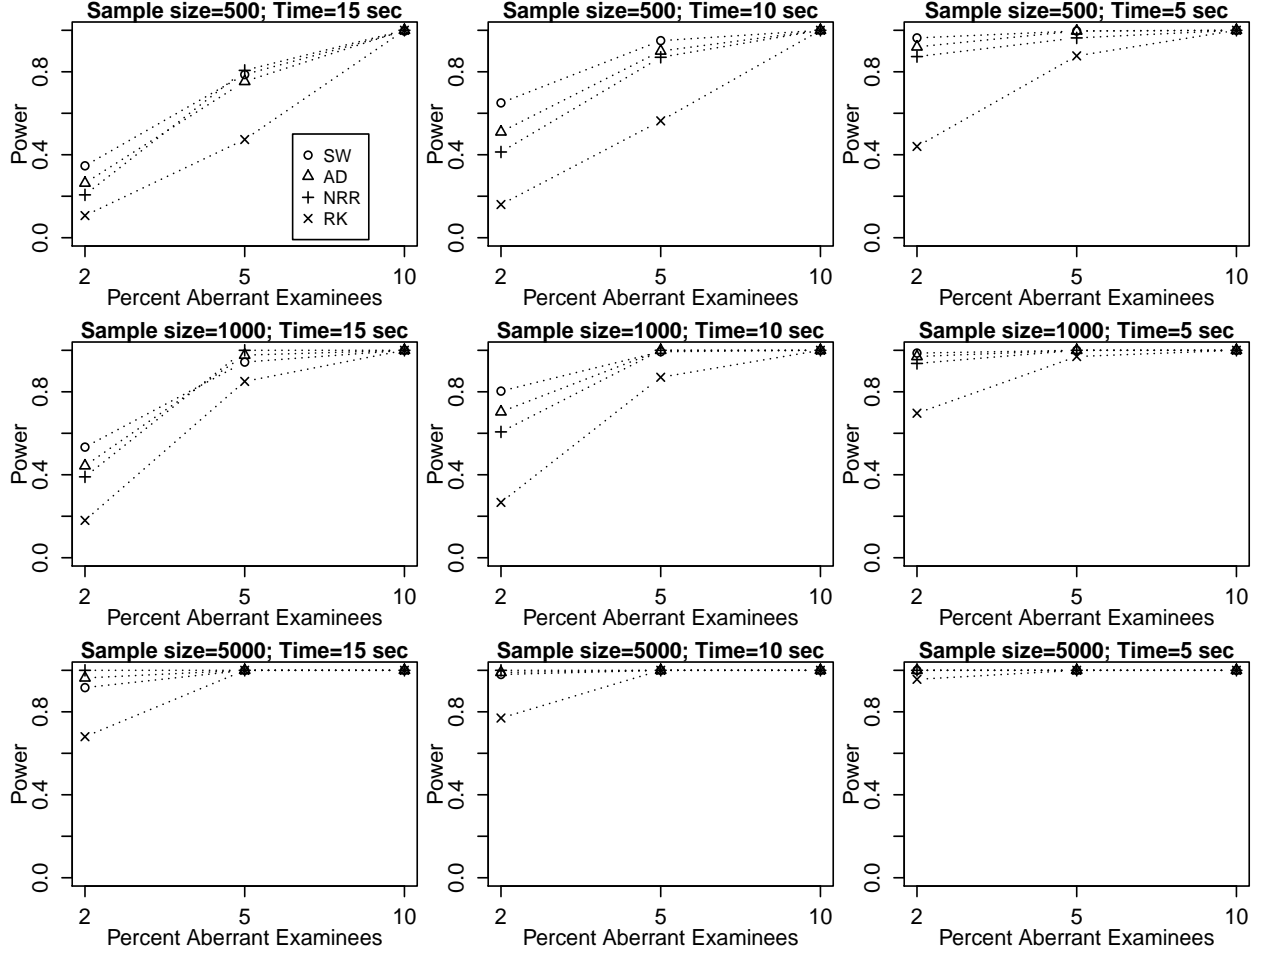 Sample size=500; Time=15 sec
Power
0.0
0.4
0.8
SW
AD
NRR
RK
2 5 10
Percent Aberrant Examinees
Sample size=500; Time=10 sec
Power
0.0
0.4
0.8
2 5 10
Percent Aberrant Examinees
Sample size=500; Time=5 sec
Power
0.0
0.4
0.8
2 5 10
Percent Aberrant Examinees
Sample size=1000; Time=15 sec
Power
0.0
0.4
0.8
2 5 10
Percent Aberrant Examinees
Sample size=1000; Time=10 sec
Power
0.0
0.4
0.8
2 5 10
Percent Aberrant Examinees
Sample size=1000; Time=5 sec
Power
0.0
0.4
0.8
2 5 10
Percent Aberrant Examinees
Sample size=5000; Time=15 sec
Power
0.0
0.4
0.8
2 5 10
Percent Aberrant Examinees
Sample size=5000; Time=10 sec
Power
0.0
0.4
0.8
2 5 10
Percent Aberrant Examinees
Sample size=5000; Time=5 sec
Power
0.0
0.4
0.8
2 5 10
Percent Aberrant Examinees